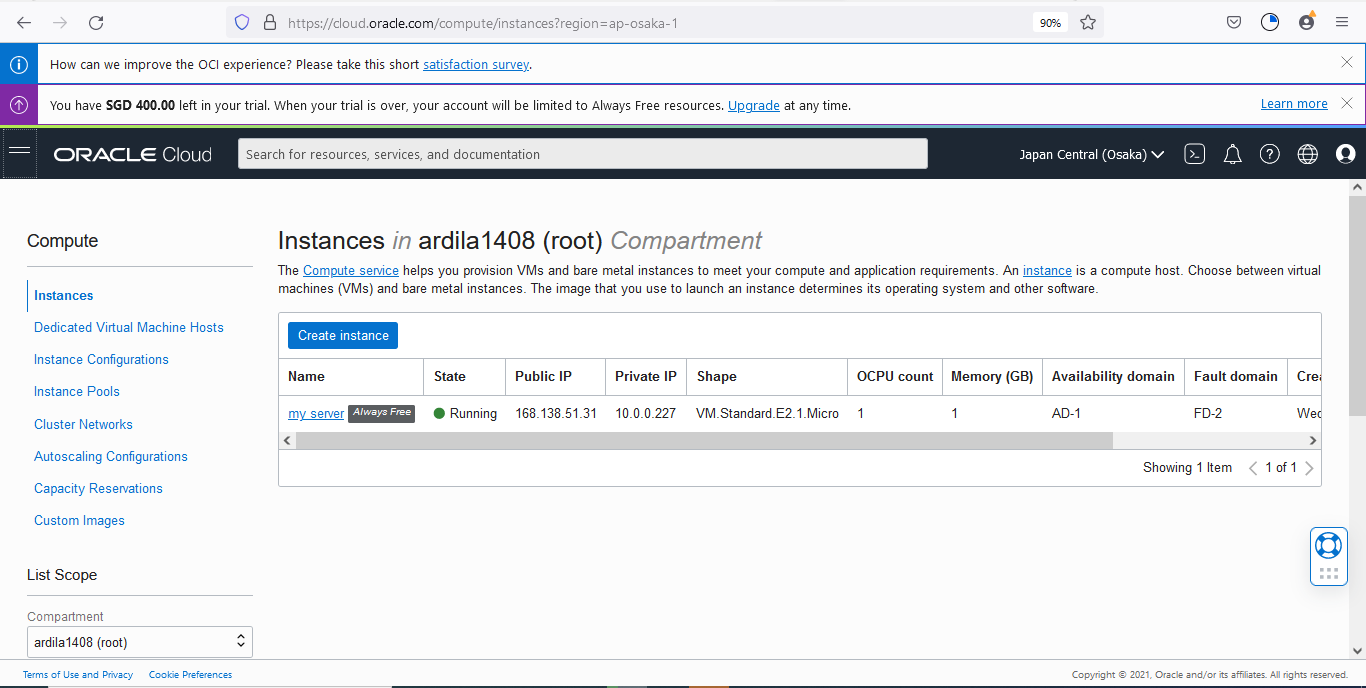 https://cloud.oracle.com/compute/instances?region=ap-osaka-1
90%
How can we improve the OCI experience? Please take this short satisfaction survey.
You have SGD 400.00 left in your trial. When your trial is over, your account will be limited to Always Free resources. Upgrade at any time.
Learn more
ORACLE Cloud
Search for resources, services, and documentation
Japan Central (Osaka)
Compute
Instances
Dedicated Virtual Machine Hosts
Instance Configurations
Instance Pools
Cluster Networks
Autoscaling Configurations
Capacity Reservations
Custom Images
List Scope
Compartment
ardila1408 (root)
Instances in ardila1408 (root) Compartment
The Compute service helps you provision VMs and bare metal instances to meet your compute and application requirements. An instance is a compute host. Choose between virtual
machines (VMs) and bare metal instances. The image that you use to launch an instance determines its operating system and other software.
Create instance
Name State Public IP Private IP Shape OCPU count Memory (GB) Availability domain Fault domain Crea
my server Always Free Running 168.138.51.31 10.0.0.227 VM.Standard.E2.1.Micro 1 1 AD-1 FD-2 Wed
Showing 1 Item 1 of 1
Terms of Use and Privacy Cookie Preferences
Copyright © 2021, Oracle and/or its affiliates. All rights reserved.